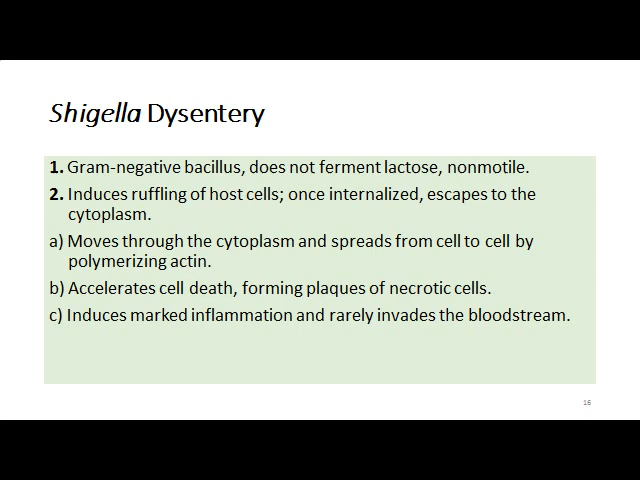 Shigella Dysentery
1. Gram-negative bacillus, does not ferment lactose, nonmotile.
2. Induces ruffling of host cells; once internalized, escapes to the
cytoplasm.
a) Moves through the cytoplasm and spreads from cell to cell by
polymerizing actin.
b) Accelerates cell death, forming plaques of necrotic cells.
c) Induces marked inflammation and rarely invades the bloodstream.
16